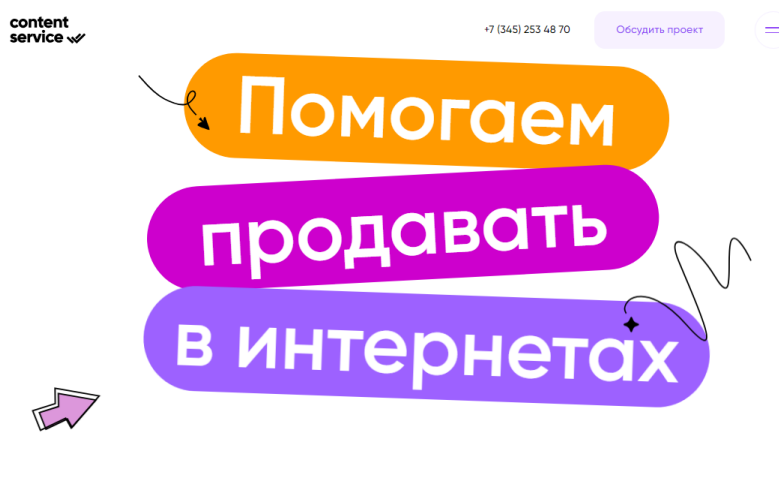 content
service
+7 (345) 253 48 70
Обсудить проект
Помогаем
продавать
в интернетах